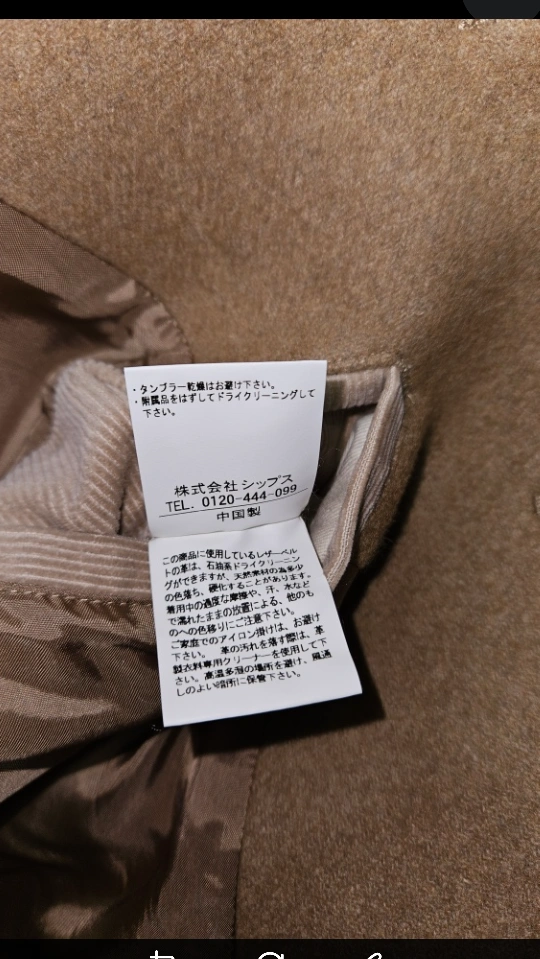 ・タンブラー乾燥はお避け下さい。
・附属品をはずしてドライクリーニングして
下さい。
株式会社シップス
TEL. 0120-444-099
中国製
この商品に使用しているレザーベル
トの革は、石油系ドライクリーニン
グができますが、天然素材の為多少
の色落ち、硬化することがあります。
着用中の過度な摩擦や、汗、水など
で濡れたままの放置による、他のも
のへの色移りにご注意下さい。
ご家庭でのアイロン掛けは、お避け
下さい。 革の汚れを落す際は、革
製衣料専用クリーナーを使用して下
さい。高温多湿の場所を避け、風通
しのよい暗所に保管下さい。